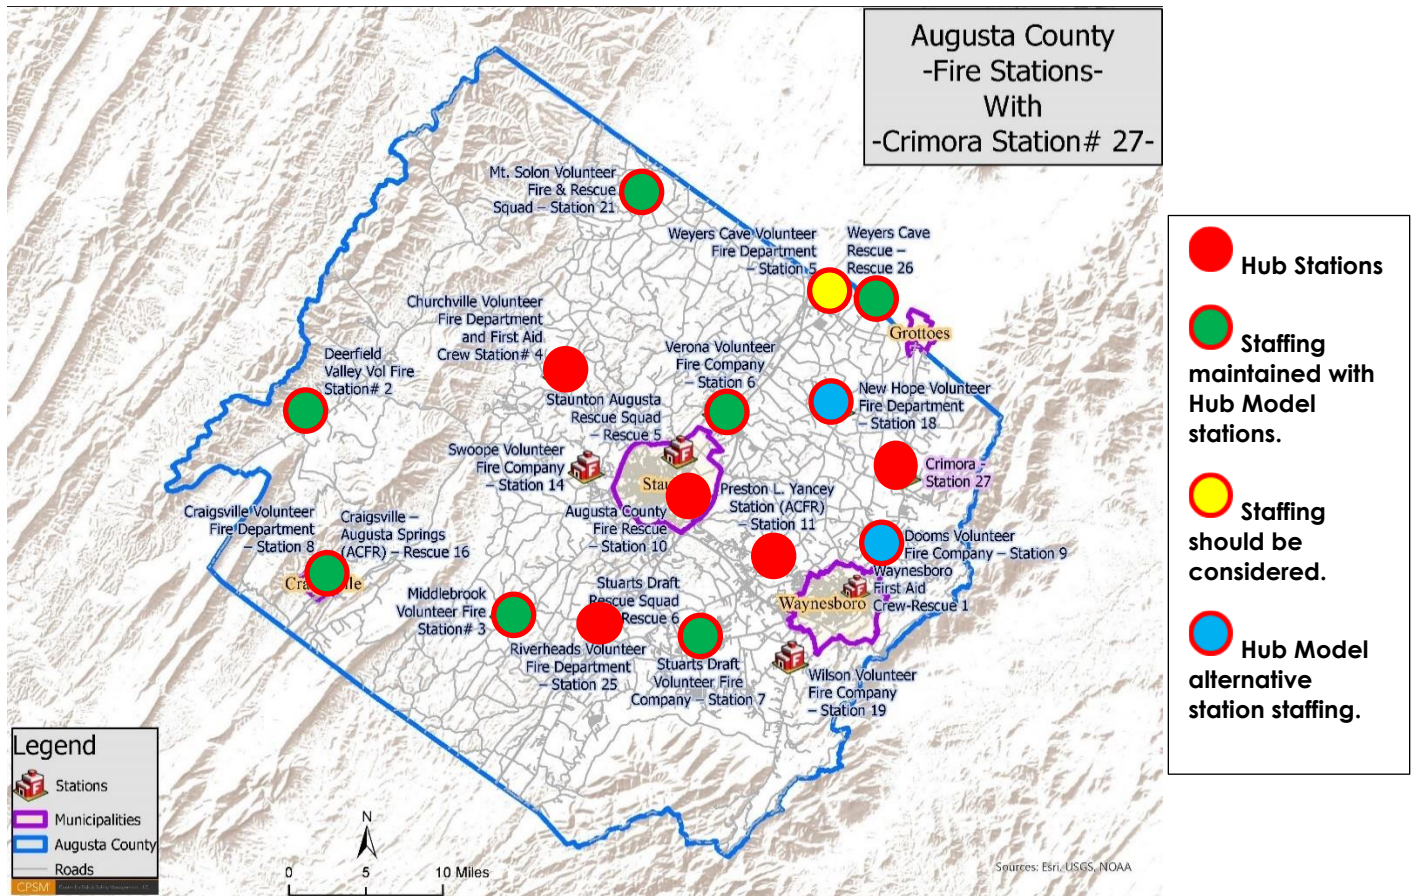 Augusta County
-Fire Stations-
With
-Crimora Station# 27-
Mt. Solon Volunteer
Fire & Rescue
Squad – Station 21
Weyers Cave Volunteer
Fire Department
– Station 5
Weyers Cave
Rescue –
Rescue 26
Grottoes
Churchville Volunteer
Fire Department
and First Aid
Crew Station# 4
Verona Volunteer
Fire Company
– Station 6
Deerfield
Valley Vol Fire
Station# 2
New Hope Volunteer
Fire Department
– Station 18
Staunton Augusta
Rescue Squad
– Rescue 5
Swoope Volunteer
Fire Company
– Station 14
Crimora -
Station 27
Stau
Preston L. Yancey
Station (ACFR)
– Station 11
Augusta County
Fire Rescue
– Station 10
Craigsville Volunteer
Fire Department
– Station 8
Craigsville –
Augusta Springs
(ACFR) – Rescue 16
Dooms Volunteer
Fire Company – Station 9
Waynesboro
First Aid
Crew-Rescue 1
Cra ille
Middlebrook
Volunteer Fire
Station# 3
Stuarts Draft
Rescue Squad
Rescue 6
Waynesboro
Riverheads Volunteer
Fire Department
– Station 25
Stuarts Draft
Volunteer Fire
Company – Station 7
Wilson Volunteer
Fire Company
– Station 19
Legend
Stations
Municipalities
Augusta County
Roads
CPSM
N
0 5 10 Miles
Sources: Esri, USGS, NOAA
Hub Stations
Staffing
maintained with
Hub Model
stations.
Staffing
should be
considered.
Hub Model
alternative
station staffing.